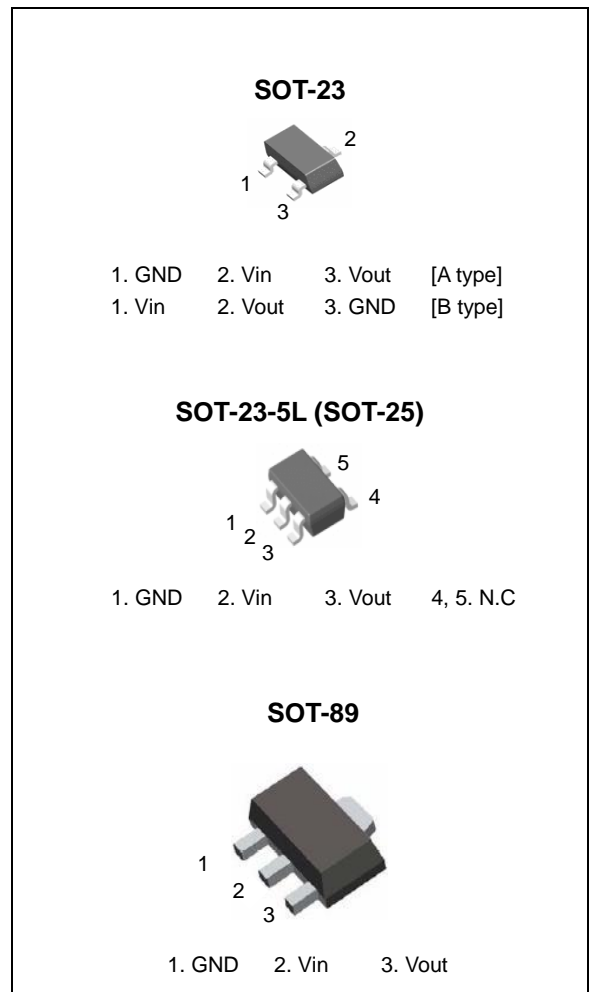 SOT-23
2
1
3
1. GND 2. Vin 3. Vout [A type]
1. Vin 2. Vout 3. GND [B type]
SOT-23-5L (SOT-25)
5
4
1
2
3
1. GND 2. Vin 3. Vout 4, 5. N.C
SOT-89
1
2
3
1. GND 2. Vin 3. Vout